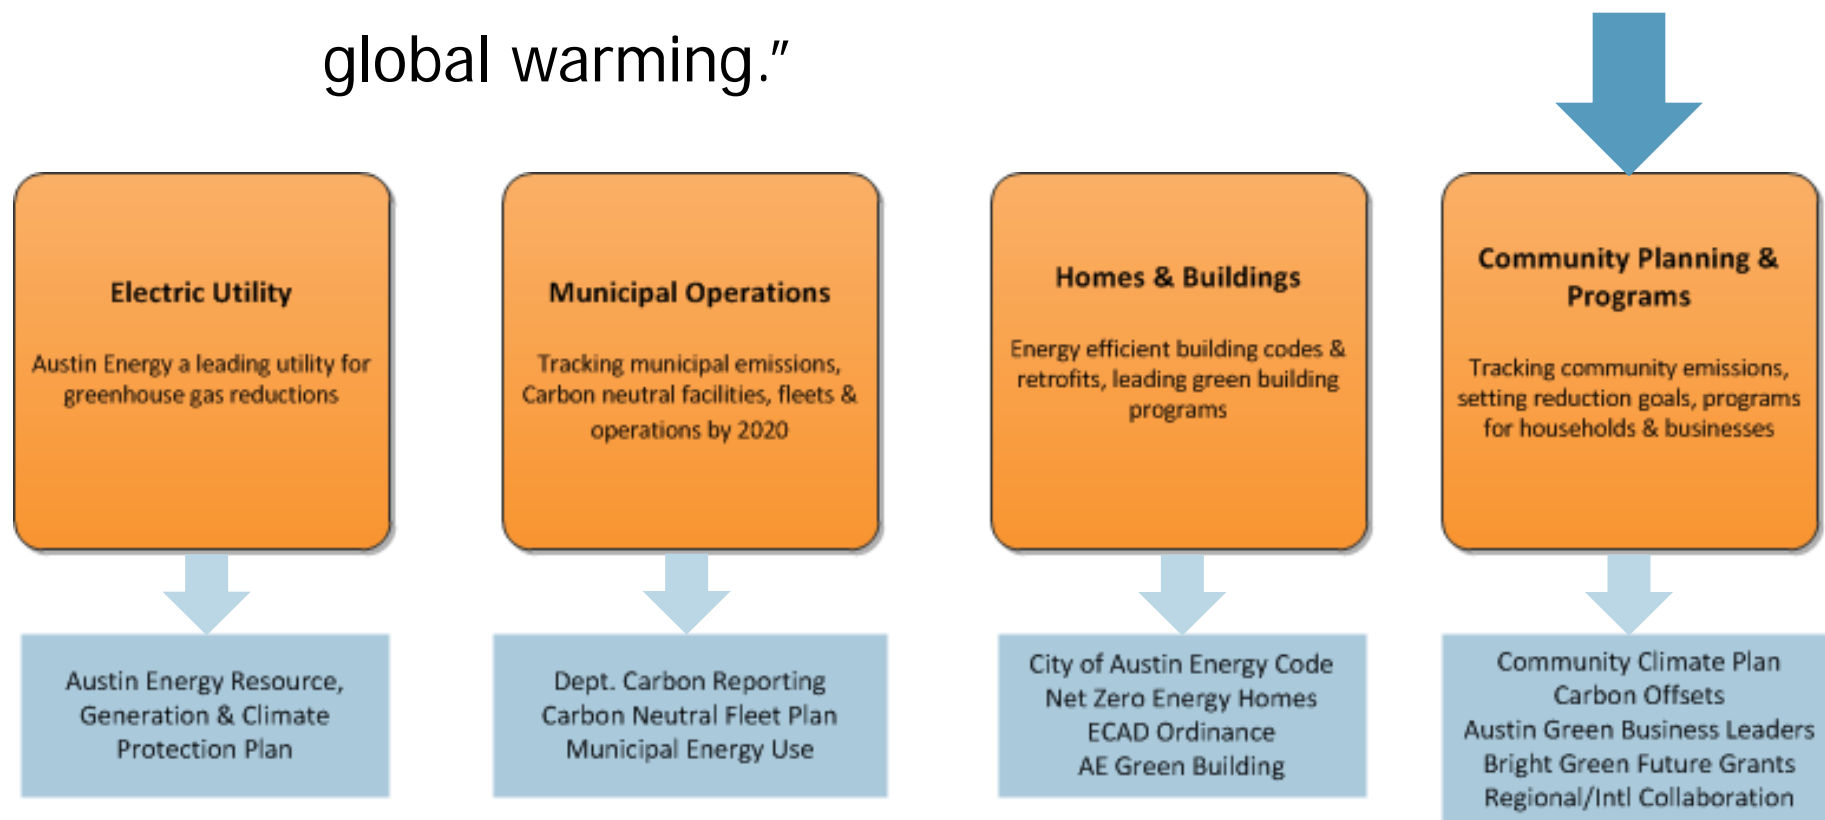 global warming.”
Electric Utility
Austin Energy a leading utility for
greenhouse gas reductions
Municipal Operations
Tracking municipal emissions,
Carbon neutral facilities, fleets &
operations by 2020
Homes & Buildings
Energy efficient building codes &
retrofits, leading green building
programs
Community Planning &
Programs
Tracking community emissions,
setting reduction goals, programs
for households & businesses
Austin Energy Resource,
Generation & Climate
Protection Plan
Dept. Carbon Reporting
Carbon Neutral Fleet Plan
Municipal Energy Use
City of Austin Energy Code
Net Zero Energy Homes
ECAD Ordinance
AE Green Building
Community Climate Plan
Carbon Offsets
Austin Green Business Leaders
Bright Green Future Grants
Regional/Intl Collaboration